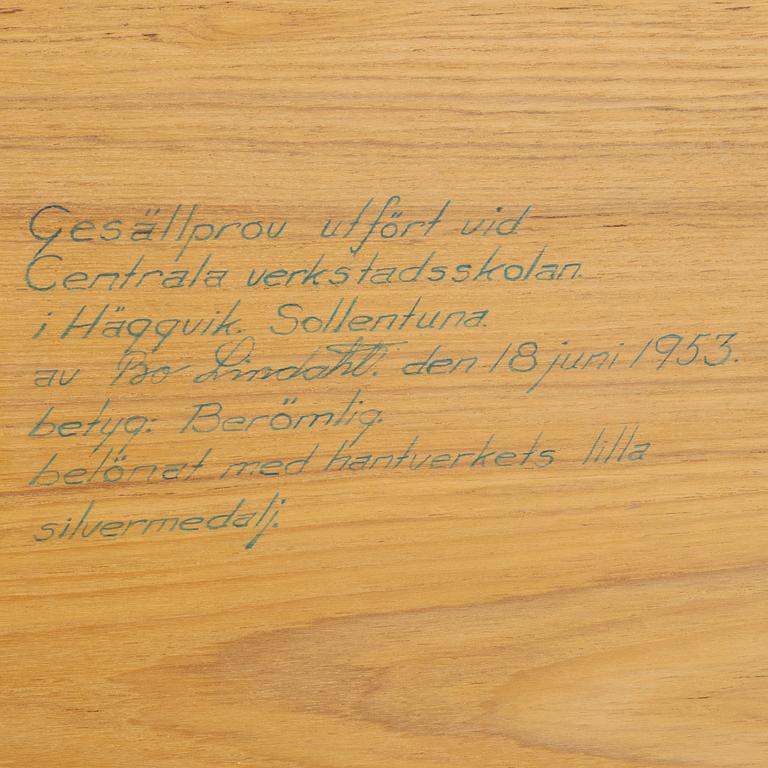 Gesällprov utfört vid
Centrala verkstadsskolan.
i Häggvik. Sollentuna.
av Bo Lindahl. den 18 juni 1953.
betyg: Berömlig.
belönat med hantverkets lilla
silvermedalj.